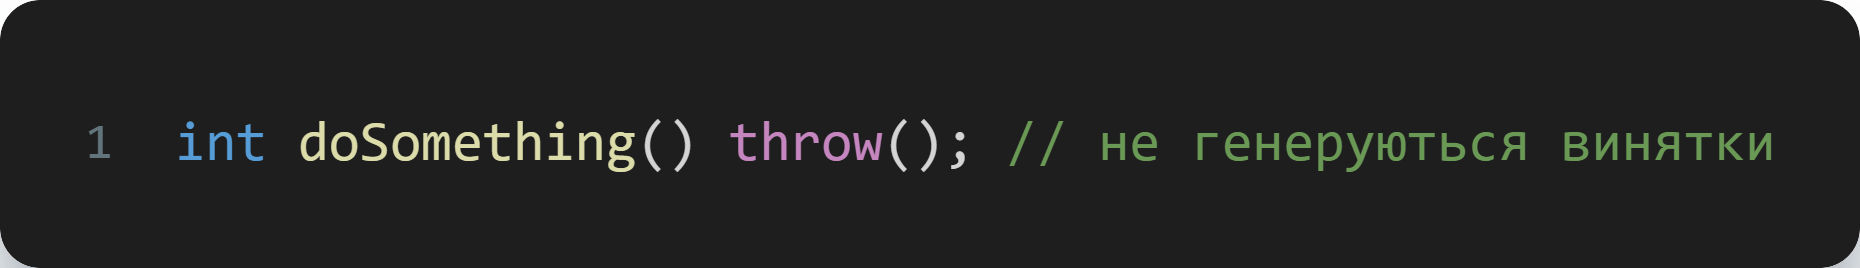 1 int doSomething() throw(); // не генеруються винятки